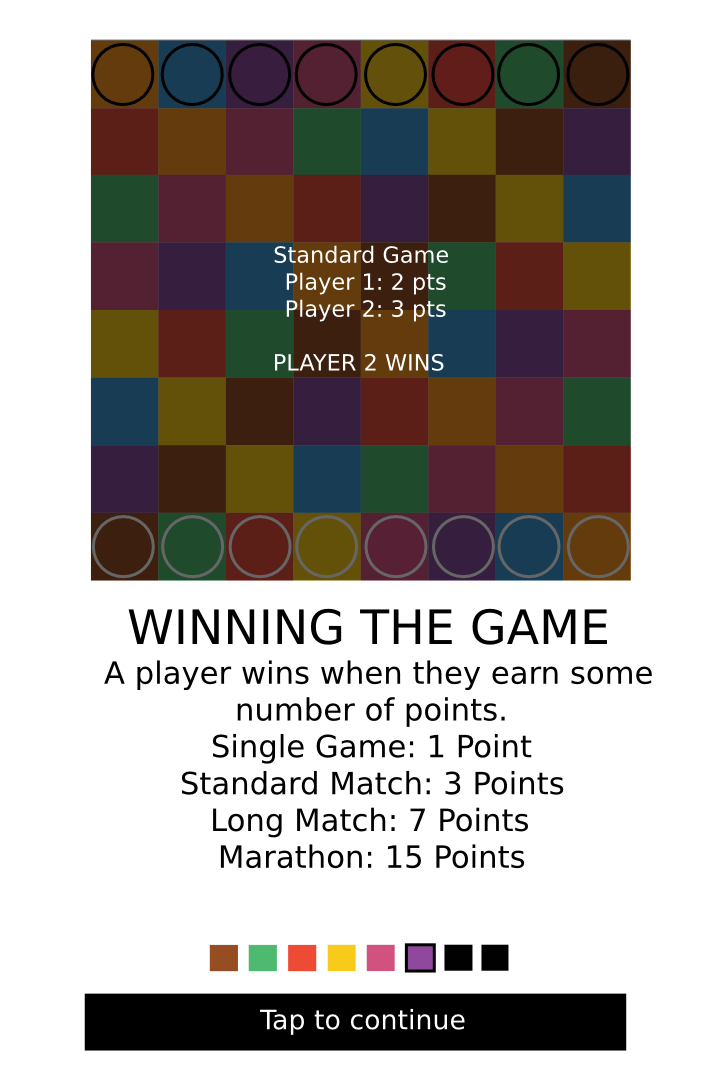 Standard Game
Player 1: 2 pts
Player 2: 3 pts
PLAYER 2 WINS
WINNING THE GAME
A player wins when they earn some
number of points.
Single Game: 1 Point
Standard Match: 3 Points
Long Match: 7 Points
Marathon: 15 Points
Tap to continue